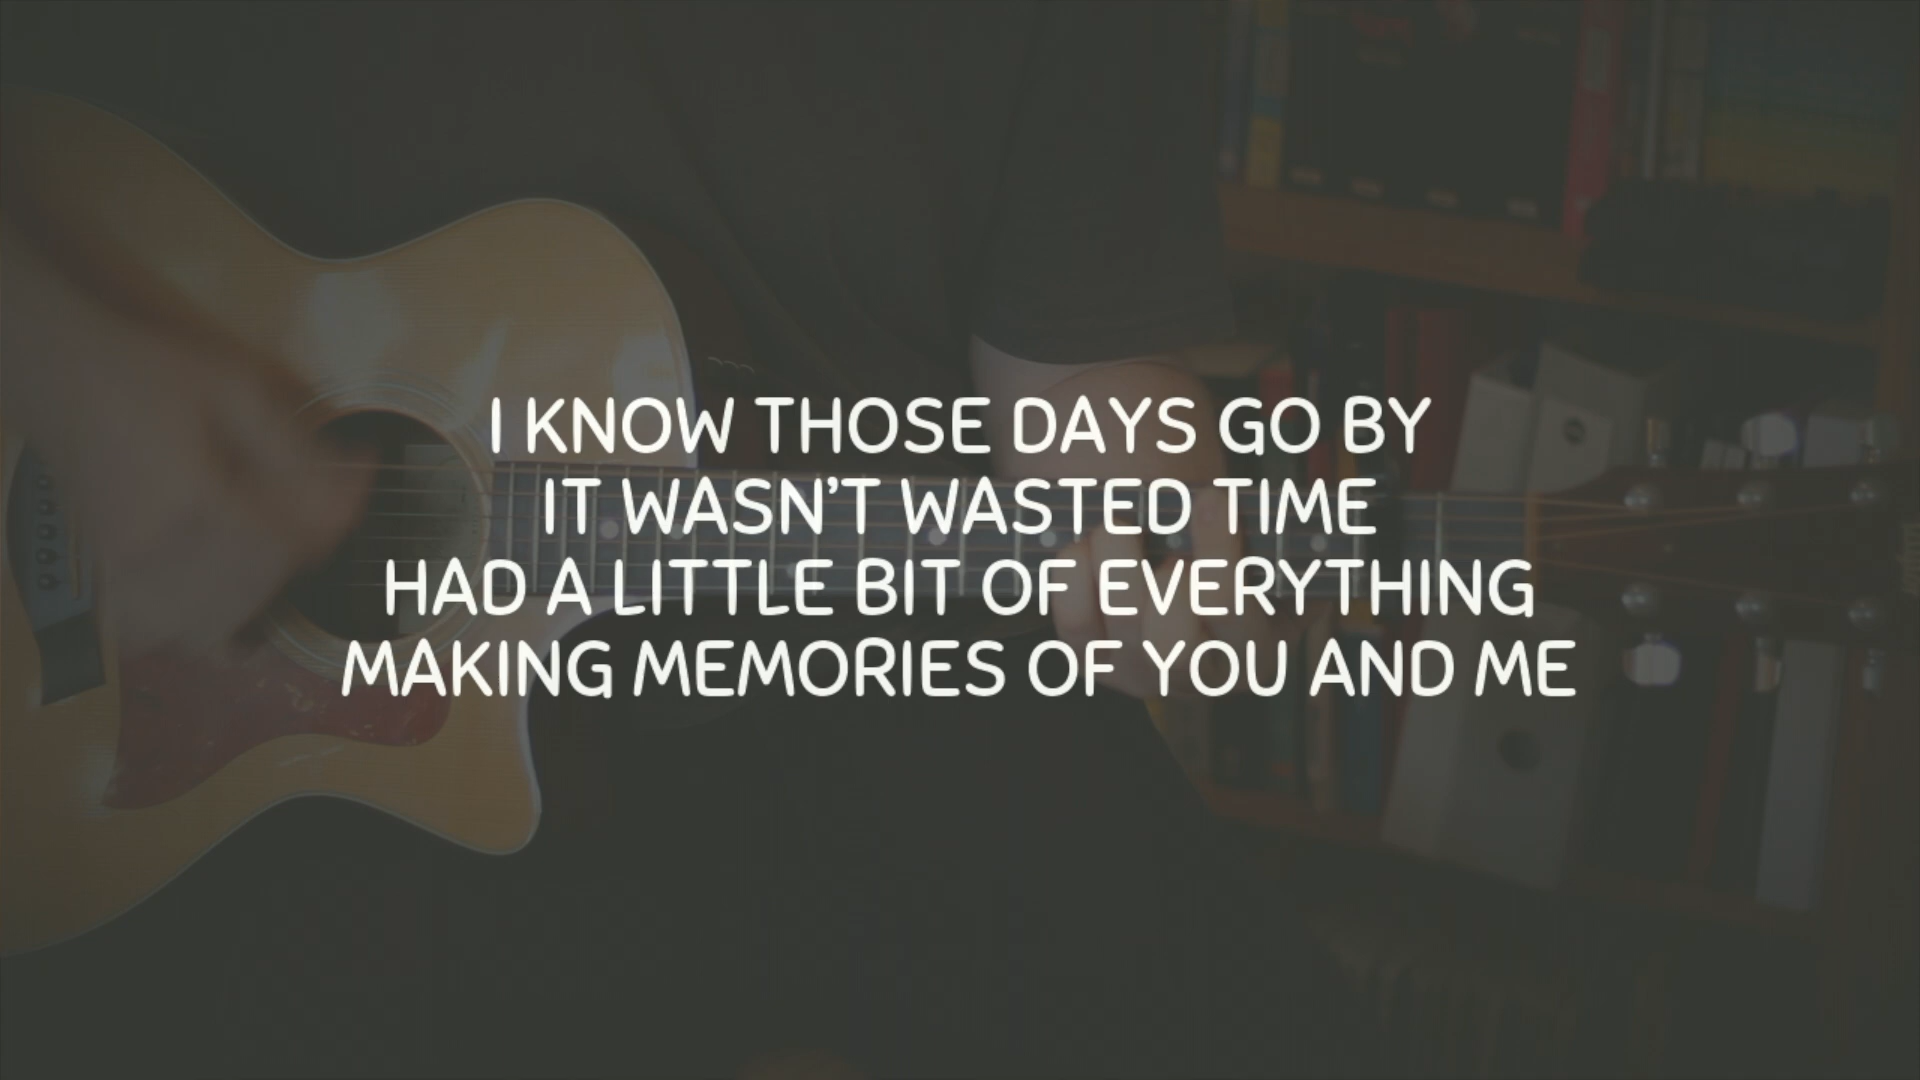 I KNOW THOSE DAYS GO BY
IT WASN'T WASTED TIME
HAD A LITTLE BIT OF EVERYTHING
MAKING MEMORIES OF YOU AND ME